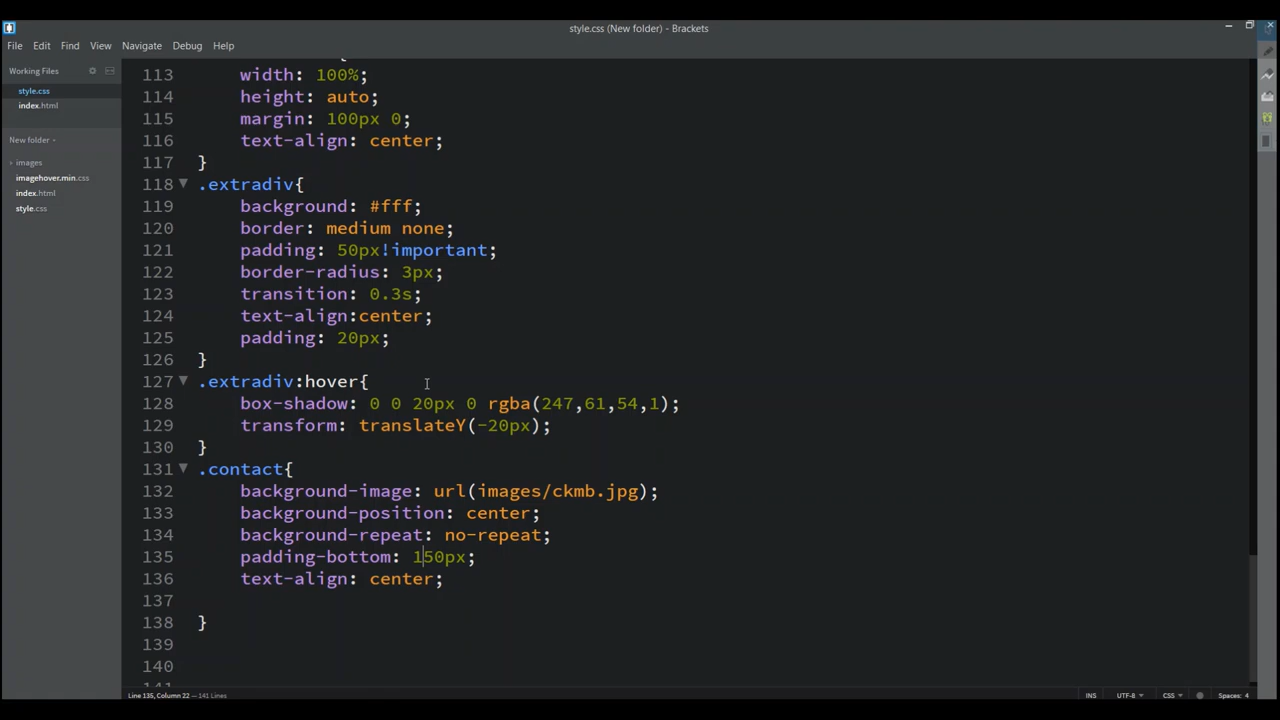 style.css (New folder) - Brackets
File Edit Find View Navigate Debug Help
Working Files
style.css
index.html
New folder
images
imagehover.min.css
index.html
style.css
113 width: 100%;
114 height: auto;
115 margin: 100px 0;
116 text-align: center;
117 }
118 .extradiv{
119 background: #fff;
120 border: medium none;
121 padding: 50px!important;
122 border-radius: 3px;
123 transition: 0.3s;
124 text-align:center;
125 padding: 20px;
126 }
127 .extradiv:hover{
128 box-shadow: 0 0 20px 0 rgba(247,61,54,1);
129 transform: translateY(-20px);
130 }
131 .contact{
132 background-image: url(images/ckmb.jpg);
133 background-position: center;
134 background-repeat: no-repeat;
135 padding-bottom: 150px;
136 text-align: center;
137
138 }
139
140
Line 135, Column 22 — 141 Lines
INS UTF-8 CSS Spaces: 4